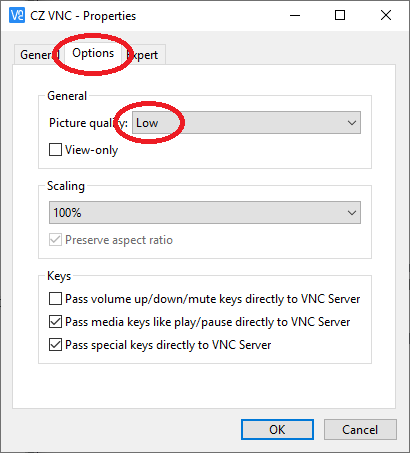 CZ VNC - Properties
General Options Expert
General
Picture quality: Low
View-only
Scaling
100%
Preserve aspect ratio
Keys
Pass volume up/down/mute keys directly to VNC Server
Pass media keys like play/pause directly to VNC Server
Pass special keys directly to VNC Server
OK Cancel